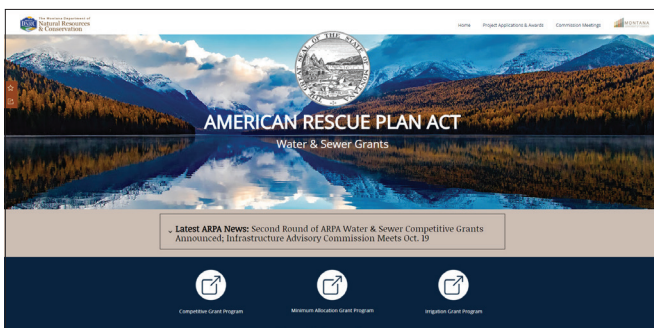 The Montana Department of
Natural Resources
& Conservation
Home Project Applications & Awards Commission Meetings MONTANA
AMERICAN RESCUE PLAN ACT
Water & Sewer Grants
Latest ARPA News: Second Round of ARPA Water & Sewer Competitive Grants
Announced; Infrastructure Advisory Commission Meets Oct. 19
Competitive Grant Program Minimum Allocation Grant Program Irrigation Grant Program